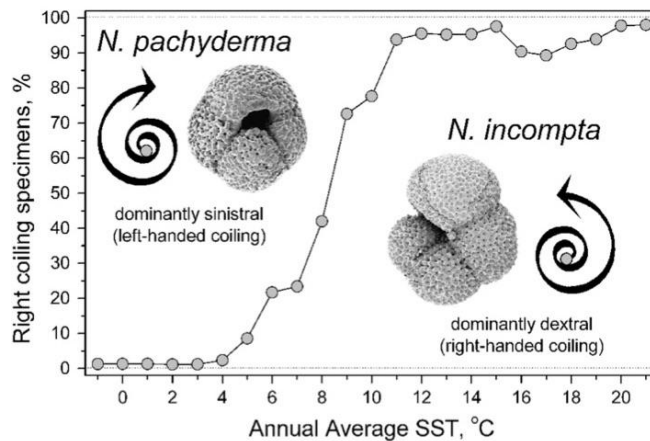 100
90
80
70
60
50
40
30
20
10
0
Right coiling specimens, %
N. pachyderma
dominantly sinistral
(left-handed coiling)
N. incompta
dominantly dextral
(right-handed coiling)
0 2 4 6 8 10 12 14 16 18 20
Annual Average SST, °C